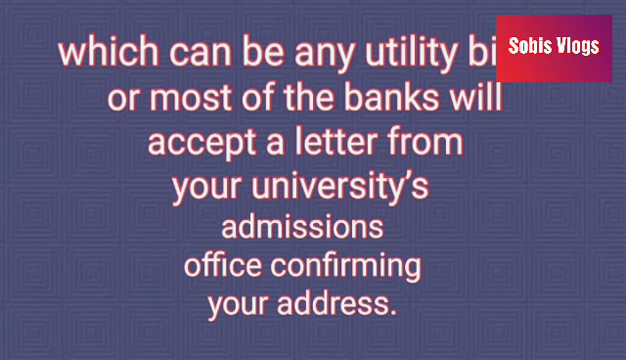 which can be any utility
Sobis Vlogs
or most of the banks will
accept a letter from
your university’s
admissions
office confirming
your address.